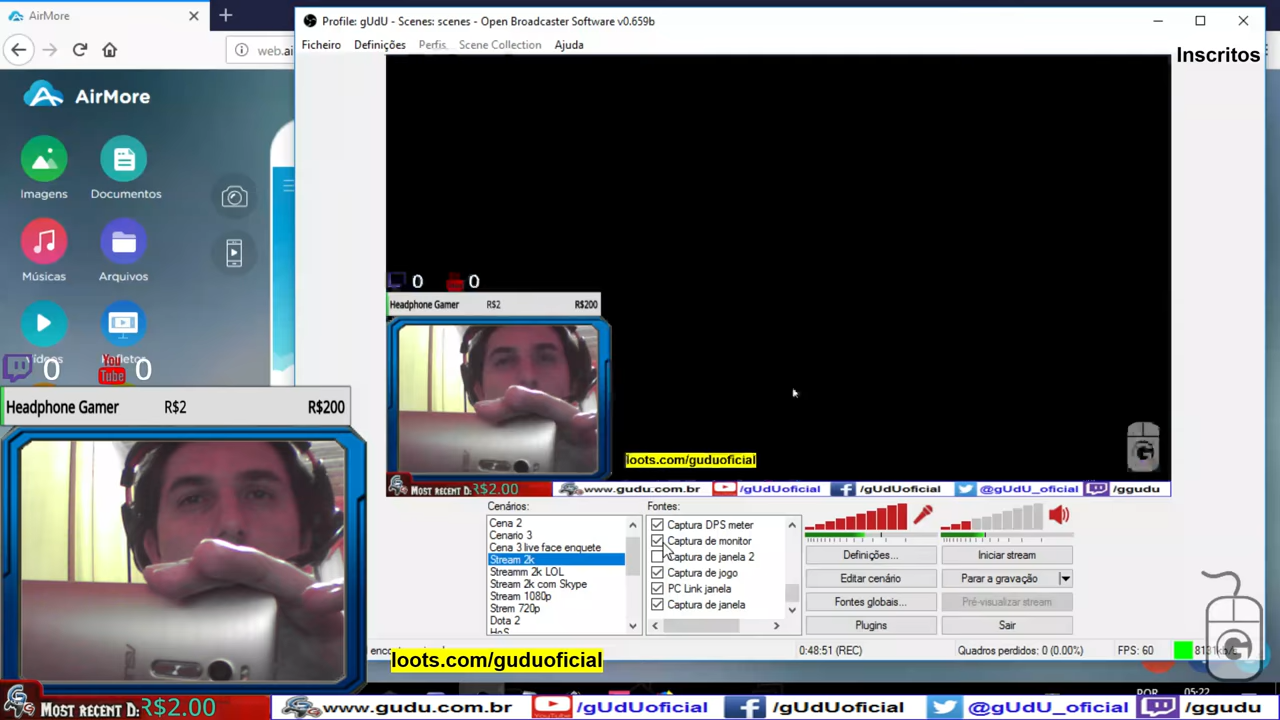 AirMore
Profile: gUdU - Scenes: scenes - Open Broadcaster Software v0.659b
Ficheiro Definições Perfis Scene Collection Ajuda
web.ai
Inscritos
AirMore
Imagens Documentos
Músicas Arquivos
0 You Tube 0
Headphone Gamer R$2 R$200
0 0
Headphone Gamer R$2 R$200
loots.com/guduoficial
Most recent D: R$2.00 www.gudu.com.br /gUdUoficial /gUdUoficial @gUdU_oficial /ggudu
Cenários: Fontes:
Cena 2
Cenario 3
Cena 3 live face enquete
Stream 2k
Streamm 2k LOL
Stream 2k com Skype
Stream 1080p
Strem 720p
Dota 2
HoS
Captura DPS meter
Captura de monitor
Captura de janela 2
Captura de jogo
PC Link janela
Captura de janela
Definições... Iniciar stream
Editar cenário Parar a gravação
Fontes globais... Pré-visualizar stream
Plugins Sair
0:48:51 (REC) Quadros perdidos: 0 (0.00%) FPS: 60
loots.com/guduoficial
POR 05:22
Most recent D: R$2.00 www.gudu.com.br YouTube /gUdUoficial /gUdUoficial @gUdU_oficial /ggudu